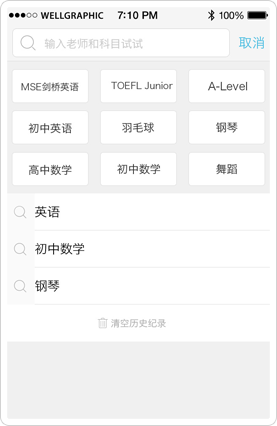 WELLGRAPHIC 7:10 PM 100%
输入老师和科目试试 取消
MSE剑桥英语 TOEFL Junior A-Level
初中英语 羽毛球 钢琴
高中数学 初中数学 舞蹈
英语
初中数学
钢琴
清空历史纪录